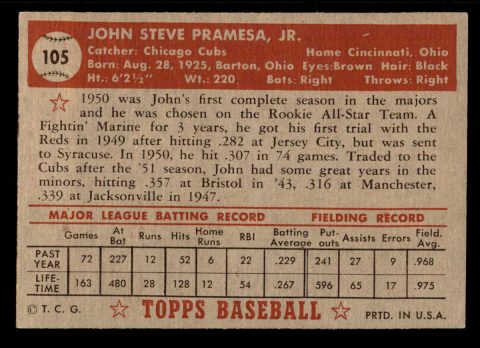 105
JOHN STEVE PRAMESA, JR.
Catcher: Chicago Cubs Home Cincinnati, Ohio
Born: Aug. 28, 1925, Barton, Ohio Eyes:Brown Hair: Black
Ht.: 6'2½" Wt.: 220 Bats: Right Throws: Right
1950 was John's first complete season in the majors
and he was chosen on the Rookie All-Star Team. A
Fightin' Marine for 3 years, he got his first trial with the
Reds in 1949 after hitting .282 at Jersey City, but was sent
to Syracuse. In 1950, he hit .307 in 74 games. Traded to the
Cubs after the '51 season, John had some great years in the
minors, hitting .357 at Bristol in '43, .316 at Manchester,
.339 at Jacksonville in 1947.
MAJOR LEAGUE BATTING RECORD FIELDING RECORD
Games At Bat Runs Hits Home Runs RBI Batting Average Put-outs Assists Errors Field. Avg.
PAST YEAR 72 227 12 52 6 22 .229 241 27 9 .968
LIFE-TIME 163 480 28 128 12 54 .267 596 65 17 .975
© T. C. G. TOPPS BASEBALL PRTD. IN U.S.A.